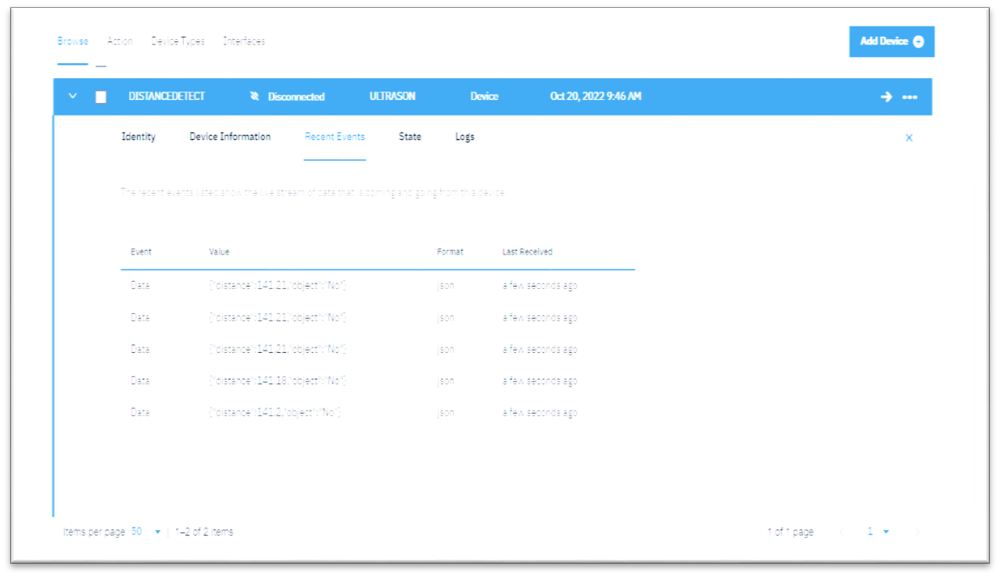 Browse Action Device Types Interfaces Add Device
DISTANCEDETECT Disconnected ULTRASON Device Oct 20, 2022 9:46 AM
Identity Device Information Recent Events State Logs
The recent events listed show the live stream of data that is coming and going from this device.
Event Value Format Last Received
Data {"distance":141.21,"object":"No"} json a few seconds ago
Data {"distance":141.21,"object":"No"} json a few seconds ago
Data {"distance":141.21,"object":"No"} json a few seconds ago
Data {"distance":141.18,"object":"No"} json a few seconds ago
Data {"distance":141.2,"object":"No"} json a few seconds ago
Items per page 50 | 1–2 of 2 items 1 of 1 page 1